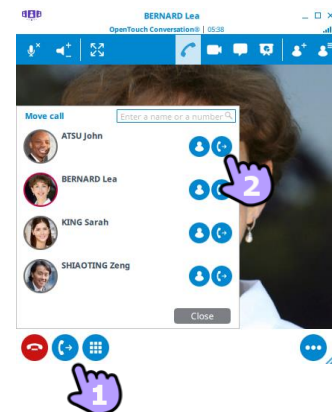 BERNARD Lea
OpenTouch Conversation® | 05:38
Move call
Enter a name or a number
ATSU John
BERNARD Lea
KING Sarah
SHIAOTING Zeng
Close
2
1